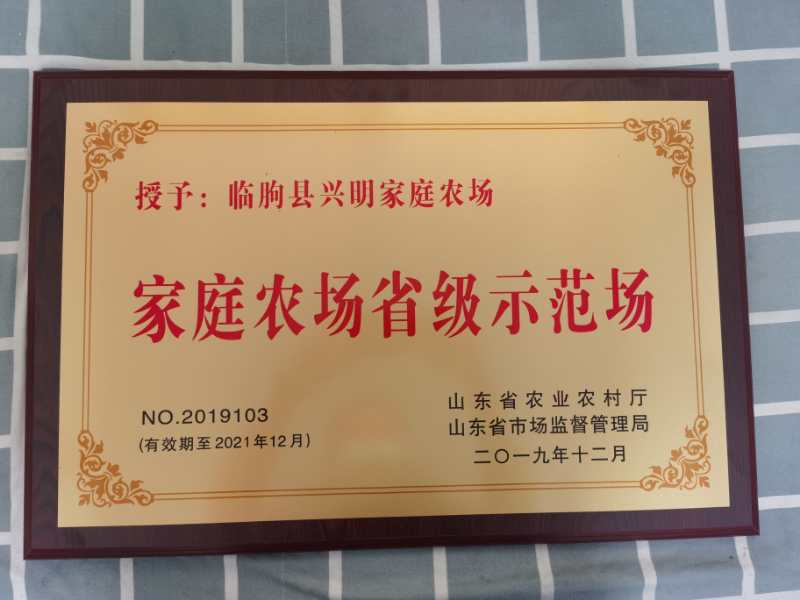 授予：临朐县兴明家庭农场
家庭农场省级示范场
NO.2019103
(有效期至2021年12月)
山东省农业农村厅
山东省市场监督管理局
二〇一九年十二月